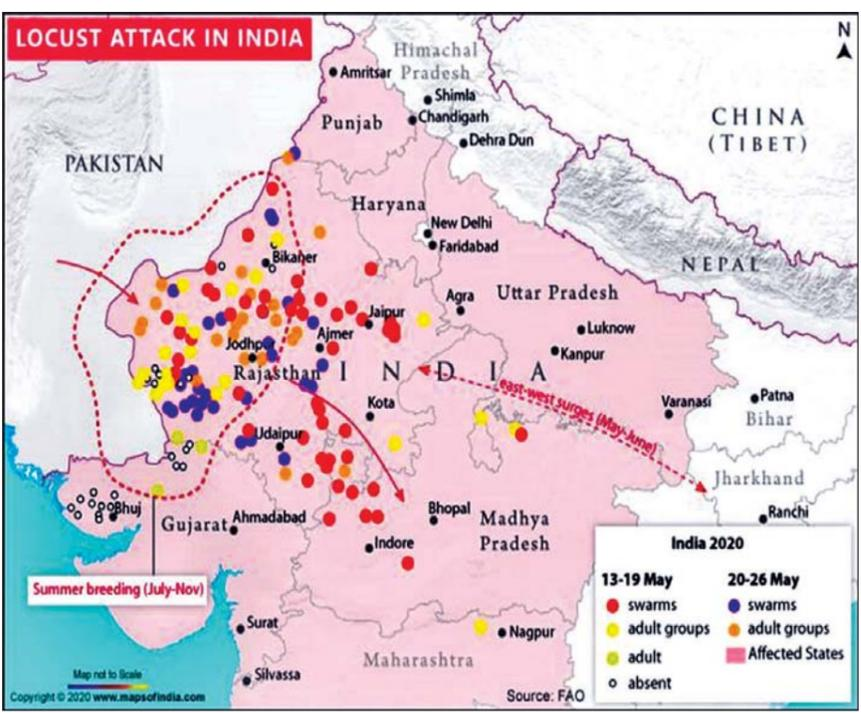 LOCUST ATTACK IN INDIA
N
Himachal
Pradesh
Amritsar
Shimla
Chandigarh
Punjab
Dehra Dun
CHINA
(TIBET)
PAKISTAN
Haryana
New Delhi
Faridabad
Bikaner
NEPAL
Agra
Uttar Pradesh
Jaipur
Luknow
Ajmer
Kanpur
Jodhpur
Rajasthan
INDIA
east-west surges (May-June)
Kota
Varanasi
Patna
Bihar
Udaipur
Jharkhand
Ranchi
Bhuj
Gujarat
Ahmadabad
Bhopal
Madhya
Pradesh
Indore
Summer breeding (July-Nov)
Surat
Nagpur
Maharashtra
Silvassa
India 2020
13-19 May
20-26 May
swarms
swarms
adult groups
adult groups
adult
Affected States
absent
Map not to Scale
Copyright © 2020 www.mapsofindia.com
Source: FAO